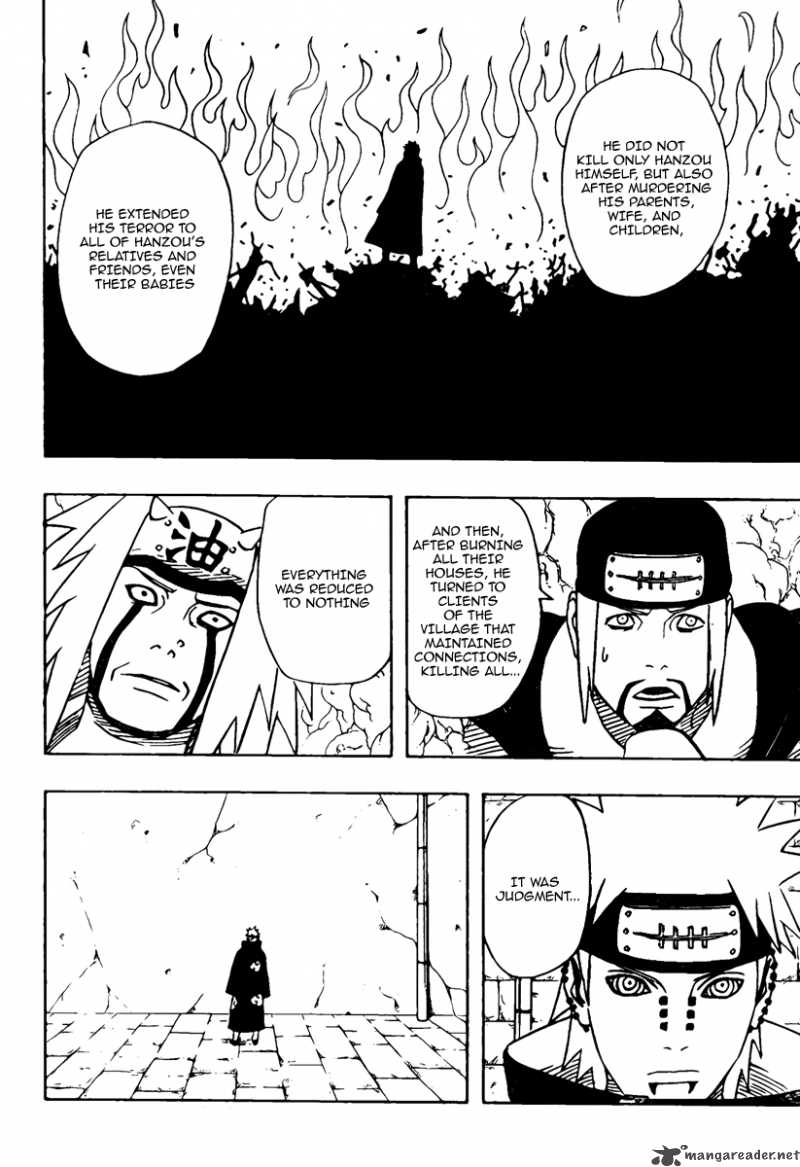 HE DID NOT
KILL ONLY HANZOU
HIMSELF, BUT ALSO
AFTER MURDERING
HIS PARENTS,
WIFE, AND
CHILDREN,
HE EXTENDED
HIS TERROR TO
ALL OF HANZOU'S
RELATIVES AND
FRIENDS, EVEN
THEIR BABIES
AND THEN,
AFTER BURNING
ALL THEIR
HOUSES, HE
TURNED TO
CLIENTS
OF THE
VILLAGE THAT
MAINTAINED
CONNECTIONS,
KILLING ALL...
EVERYTHING
WAS REDUCED
TO NOTHING
油
IT WAS
JUDGMENT...
mangareader.net